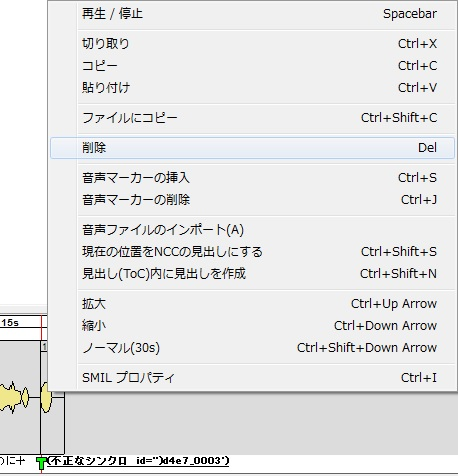 再生 / 停止 Spacebar
切り取り Ctrl+X
コピー Ctrl+C
貼り付け Ctrl+V
ファイルにコピー Ctrl+Shift+C
削除 Del
音声マーカーの挿入 Ctrl+S
音声マーカーの削除 Ctrl+J
音声ファイルのインポート(A)
現在の位置をNCCの見出しにする Ctrl+Shift+S
見出し(ToC)内に見出しを作成 Ctrl+Shift+N
拡大 Ctrl+Up Arrow
縮小 Ctrl+Down Arrow
ノーマル(30s) Ctrl+Shift+Down Arrow
SMIL プロパティ Ctrl+I
15s
のに十 (不正なシンクロ id=")d4e7_0003')